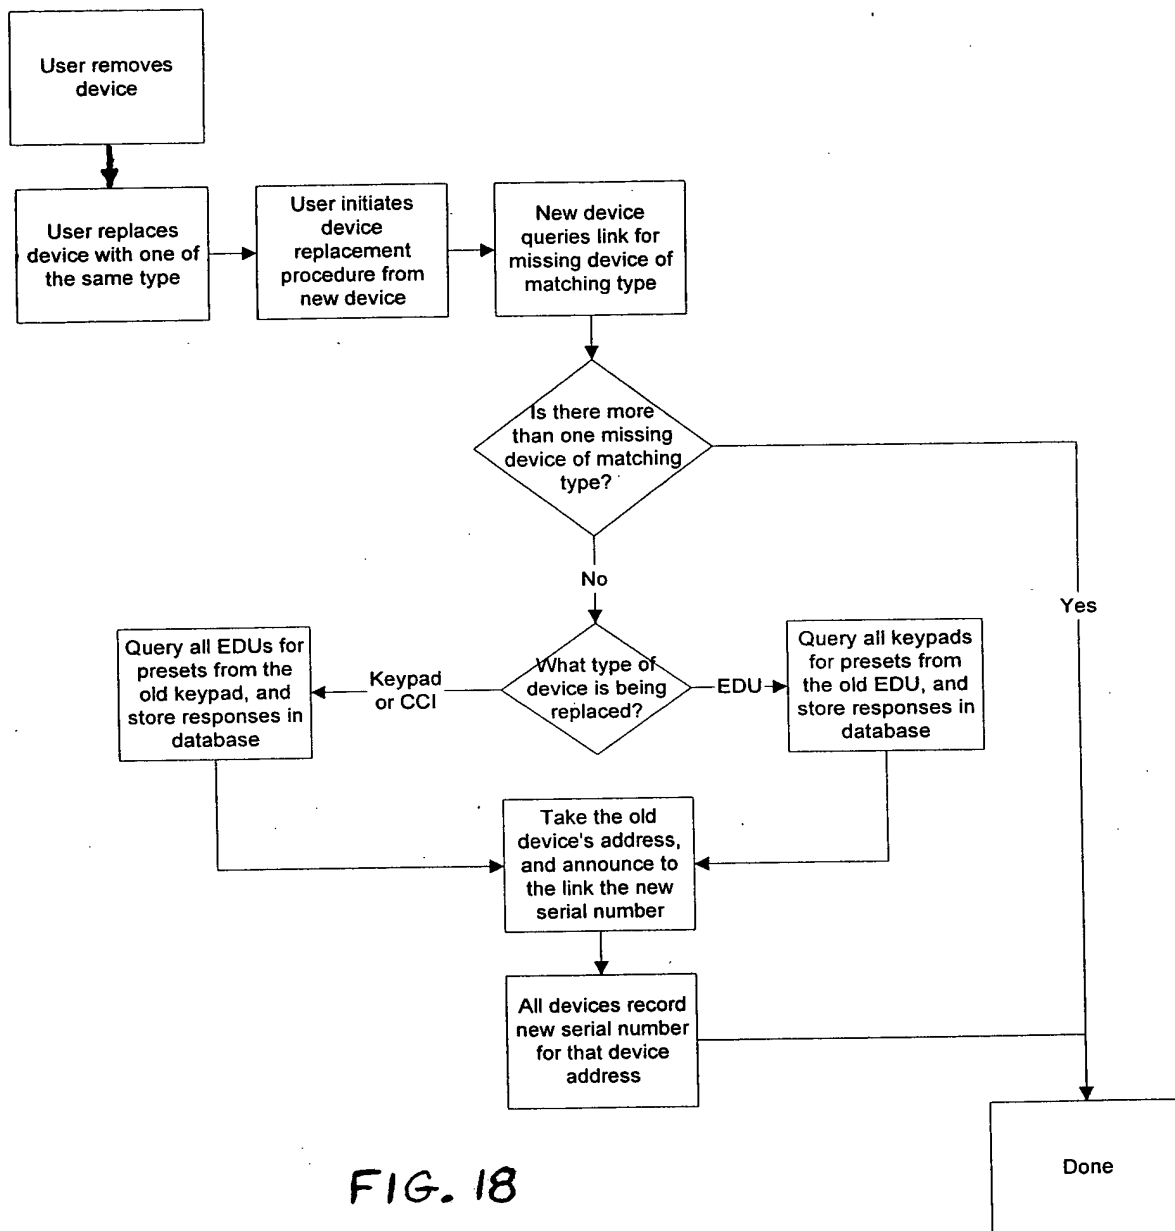 User removes
device
User replaces
device with one of
the same type
User initiates
device
replacement
procedure from
new device
New device
queries link for
missing device of
matching type
Is there more
than one missing
device of matching
type?
No
Yes
What type of
device is being
replaced?
Keypad
or CCI
EDU
Query all EDUs for
presets from the
old keypad, and
store responses in
database
Query all keypads
for presets from
the old EDU, and
store responses in
database
Take the old
device's address,
and announce to
the link the new
serial number
All devices record
new serial number
for that device
address
Done
FIG. 18